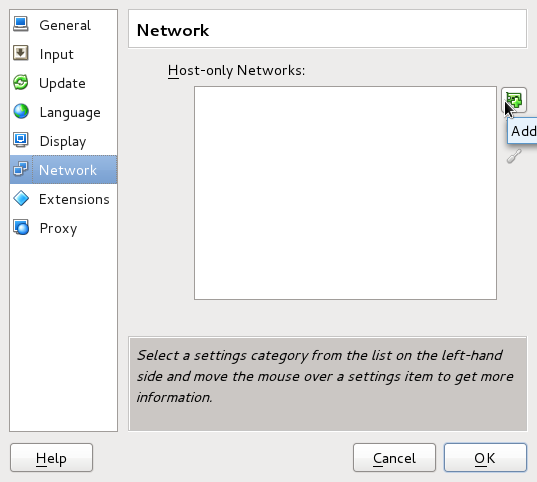 General
Input
Update
Language
Display
Network
Extensions
Proxy
Network
Host-only Networks:
Add
Select a settings category from the list on the left-hand
side and move the mouse over a settings item to get more
information.
Help
Cancel
OK